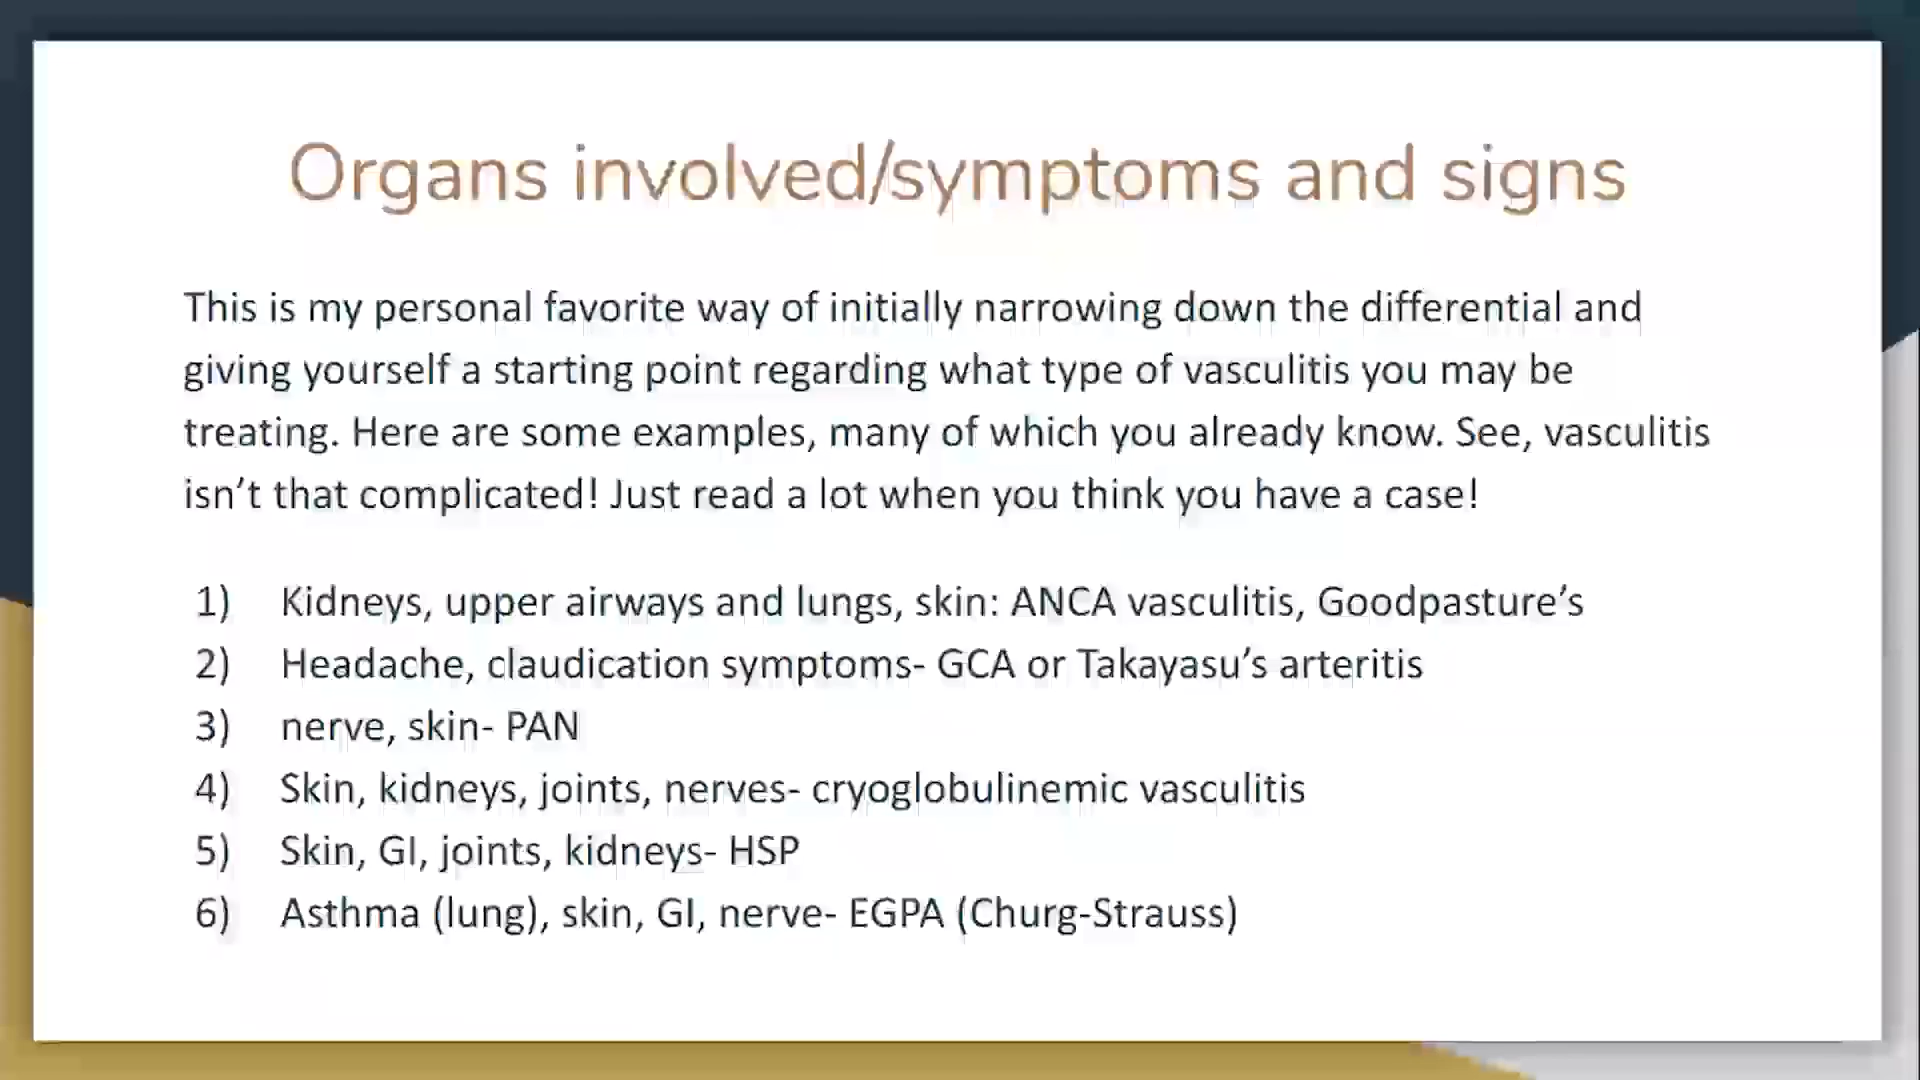 Organs involved/symptoms and signs
This is my personal favorite way of initially narrowing down the differential and
giving yourself a starting point regarding what type of vasculitis you may be
treating. Here are some examples, many of which you already know. See, vasculitis
isn’t that complicated! Just read a lot when you think you have a case!
1) Kidneys, upper airways and lungs, skin: ANCA vasculitis, Goodpasture’s
2) Headache, claudication symptoms- GCA or Takayasu’s arteritis
3) nerve, skin- PAN
4) Skin, kidneys, joints, nerves- cryoglobulinemic vasculitis
5) Skin, GI, joints, kidneys- HSP
6) Asthma (lung), skin, GI, nerve- EGPA (Churg-Strauss)